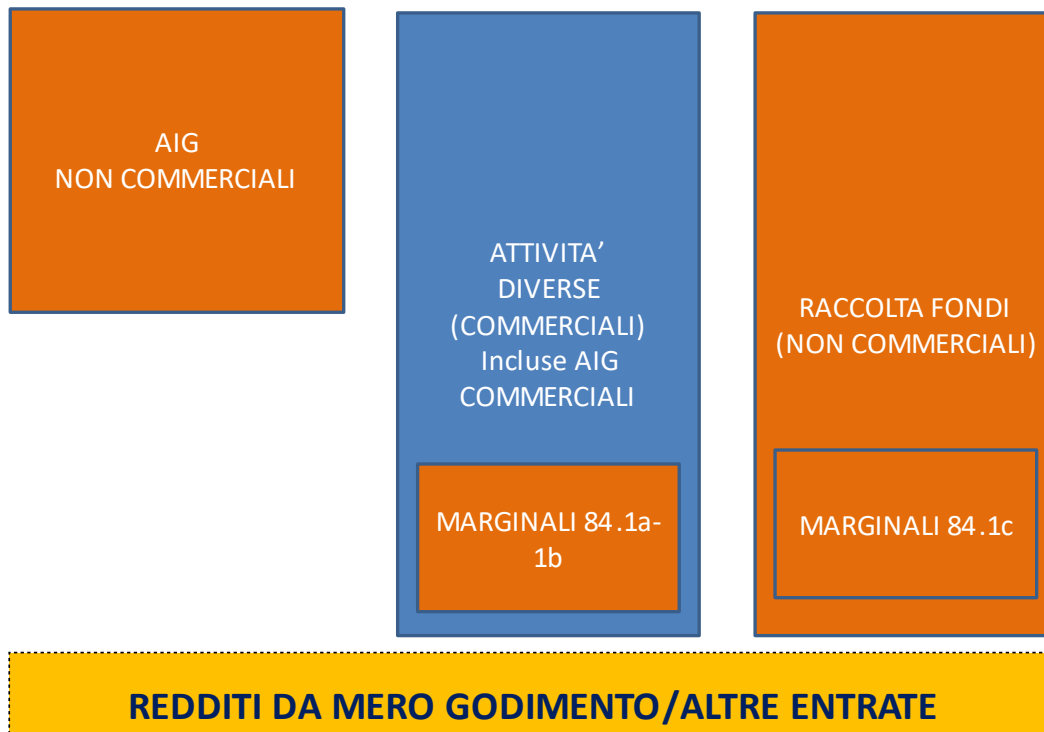 AIG
NON COMMERCIALI
ATTIVITA’
DIVERSE
(COMMERCIALI)
Incluse AIG
COMMERCIALI
MARGINALI 84.1a-
1b
RACCOLTA FONDI
(NON COMMERCIALI)
MARGINALI 84.1c
REDDITI DA MERO GODIMENTO/ALTRE ENTRATE